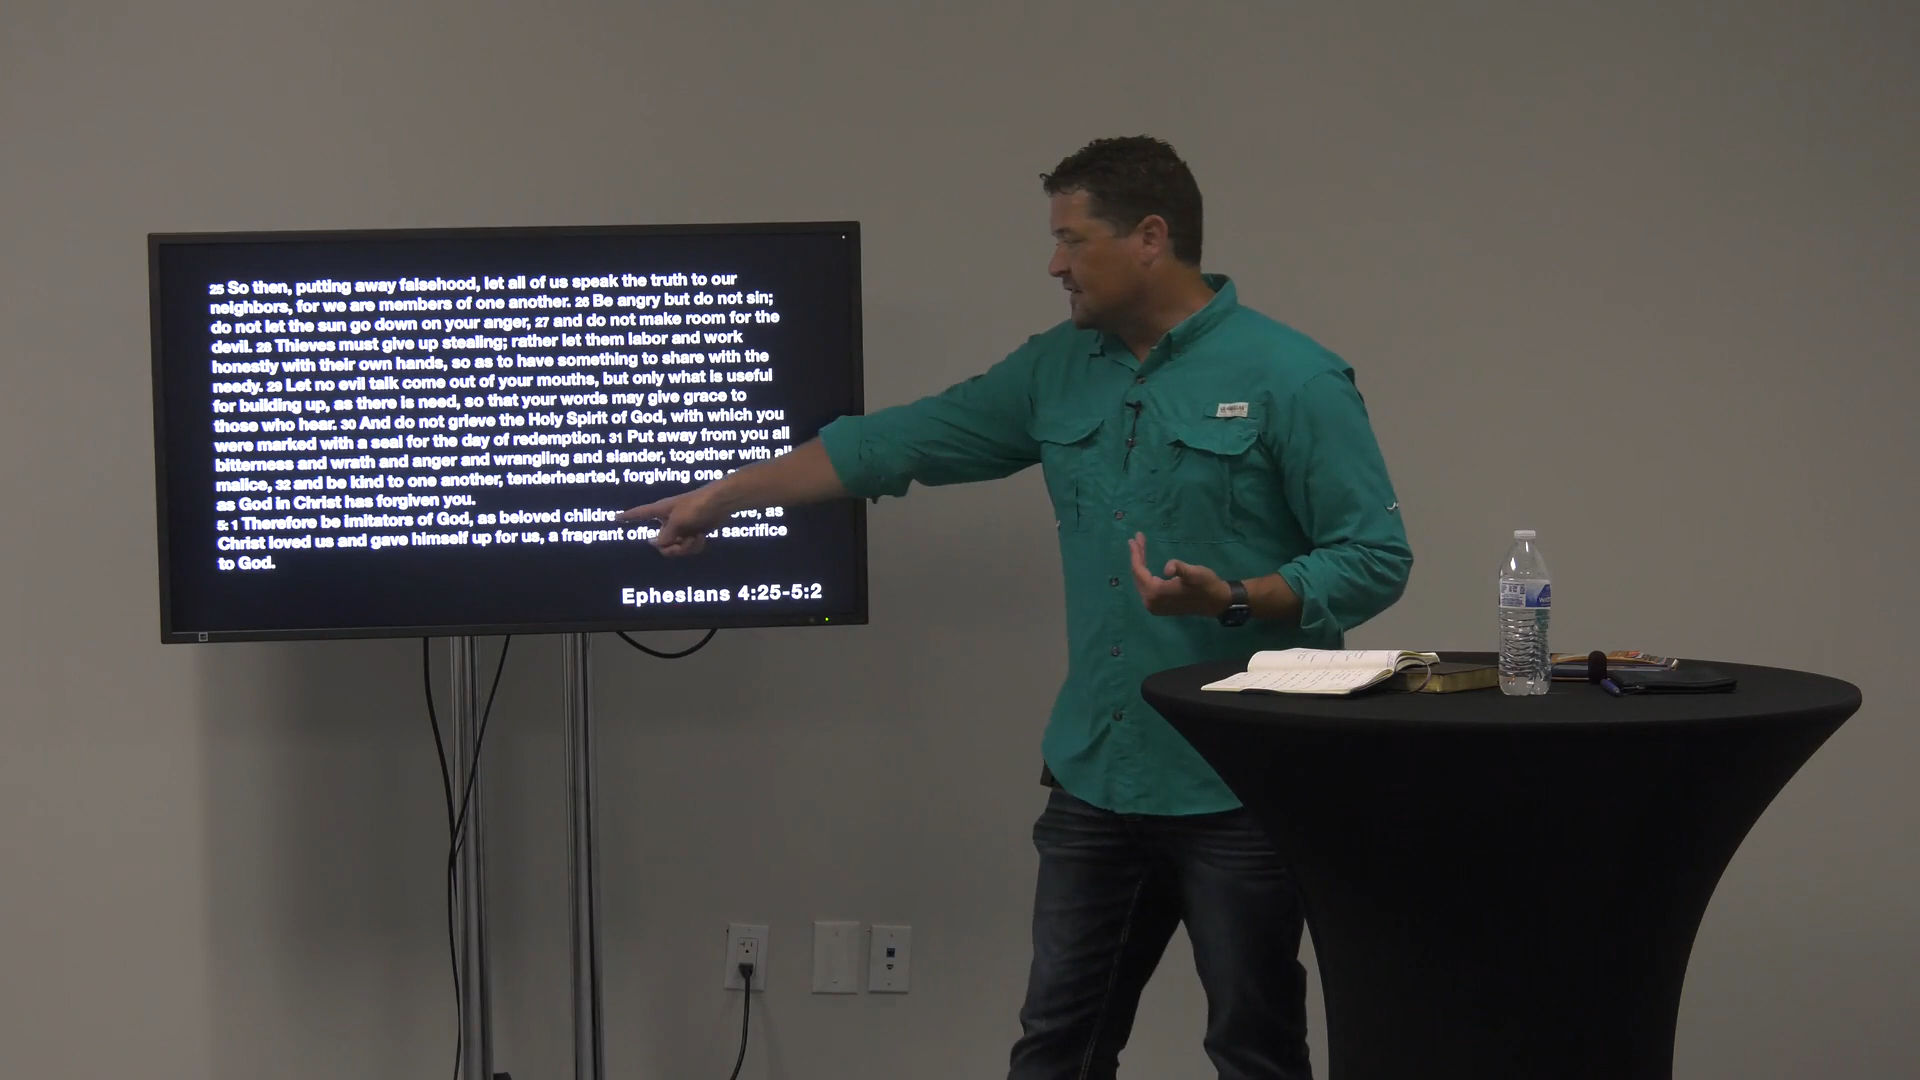 25 So then, putting away falsehood, let all of us speak the truth to our
neighbors, for we are members of one another. 26 Be angry but do not sin;
do not let the sun go down on your anger, 27 and do not make room for the
devil. 28 Thieves must give up stealing; rather let them labor and work
honestly with their own hands, so as to have something to share with the
needy. 29 Let no evil talk come out of your mouths, but only what is useful
for building up, as there is need, so that your words may give grace to
those who hear. 30 And do not grieve the Holy Spirit of God, with which you
were marked with a seal for the day of redemption. 31 Put away from you all
bitterness and wrath and anger and wrangling and slander, together with all
malice, 32 and be kind to one another, tenderhearted, forgiving one
as God in Christ has forgiven you.
5:1 Therefore be imitators of God, as beloved children as
Christ loved us and gave himself up for us, a fragrant sacrifice
to God.
Ephesians 4:25-5:2